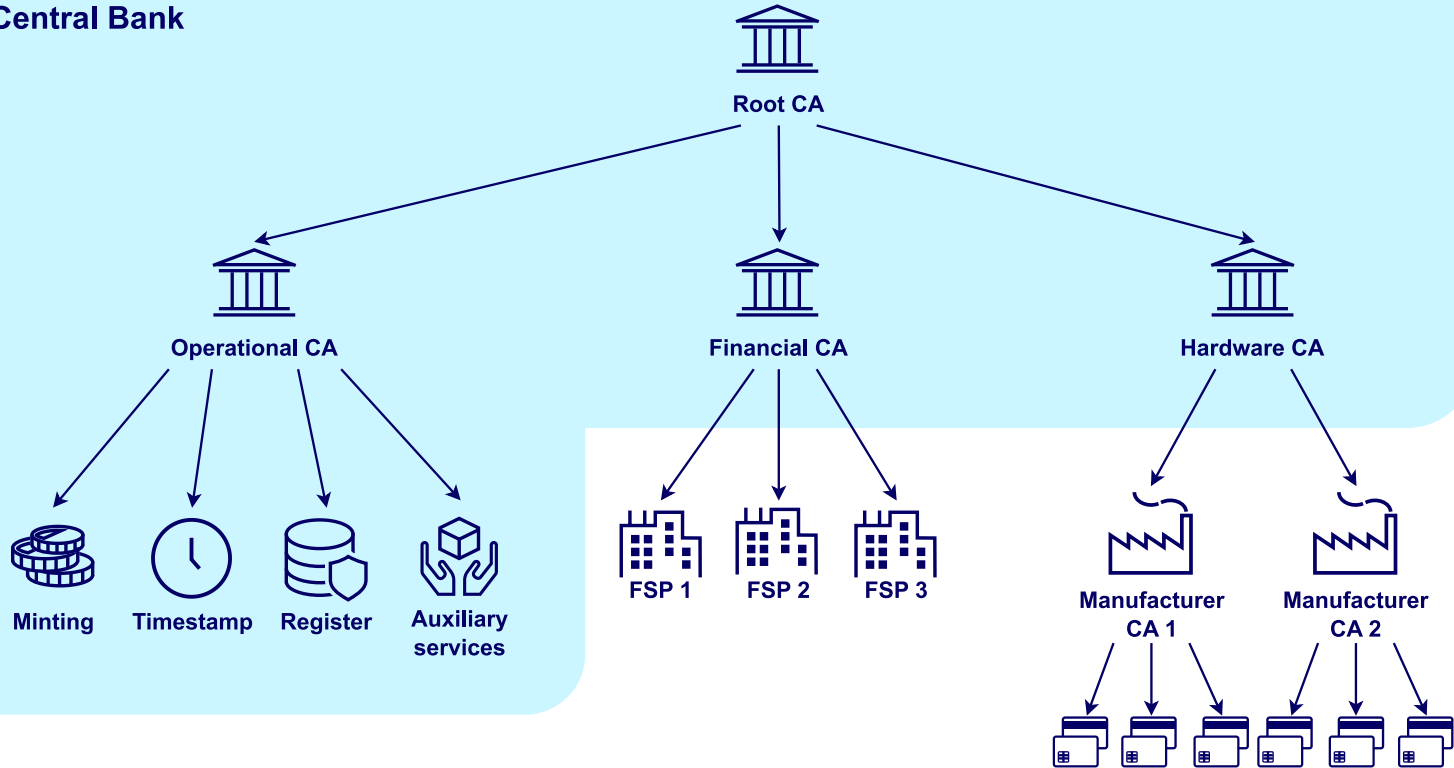 Central Bank
Root CA
Operational CA
Financial CA
Hardware CA
Minting
Timestamp
Register
Auxiliary
services
FSP 1
FSP 2
FSP 3
Manufacturer
CA 1
Manufacturer
CA 2